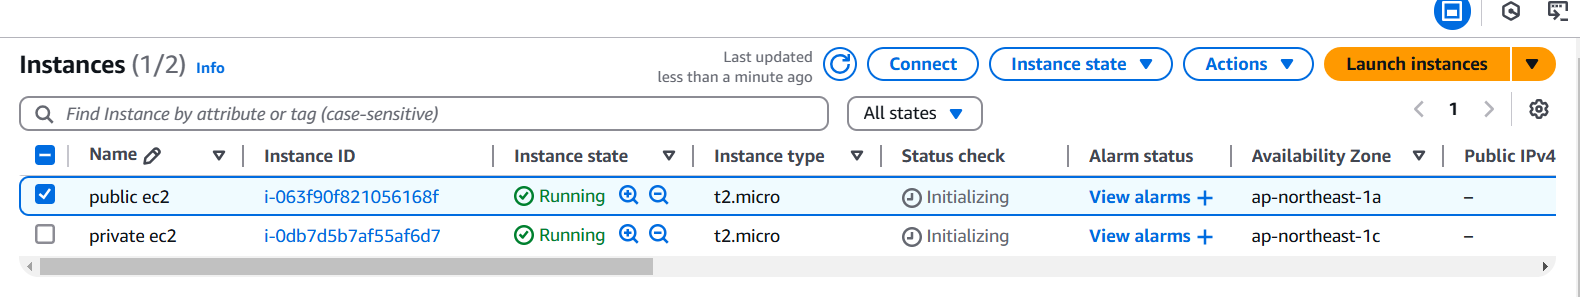 Instances (1/2) Info
Last updated
less than a minute ago
Connect
Instance state
Actions
Launch instances
Find Instance by attribute or tag (case-sensitive)
All states
1
Name Instance ID Instance state Instance type Status check Alarm status Availability Zone Public IPv4
public ec2 i-063f90f821056168f Running t2.micro Initializing View alarms + ap-northeast-1a –
private ec2 i-0db7d5b7af55af6d7 Running t2.micro Initializing View alarms + ap-northeast-1c –